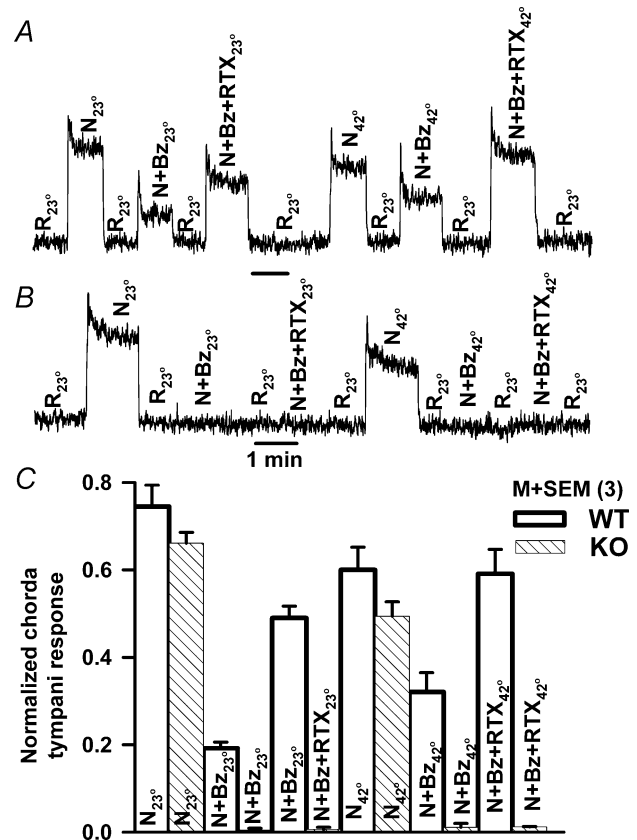 A
R23°
N23°
R23°
N+Bz23°
R23°
N+Bz+RTX23°
R23°
N42°
R23°
N+Bz42°
R23°
N+Bz+RTX42°
R23°
B
R23°
N23°
R23°
N+Bz23°
R23°
N+Bz+RTX23°
R23°
N42°
R23°
N+Bz42°
R23°
N+Bz+RTX42°
R23°
1 min
C
Normalized chorda
tympani response
0.8
0.6
0.4
0.2
0.0
M+SEM (3)
WT
KO
N23°
N23°
N+Bz23°
N+Bz23°
N+Bz23°
N+Bz+RTX23°
N42°
N42°
N+Bz42°
N+Bz42°
N+Bz+RTX42°
N+Bz+RTX42°